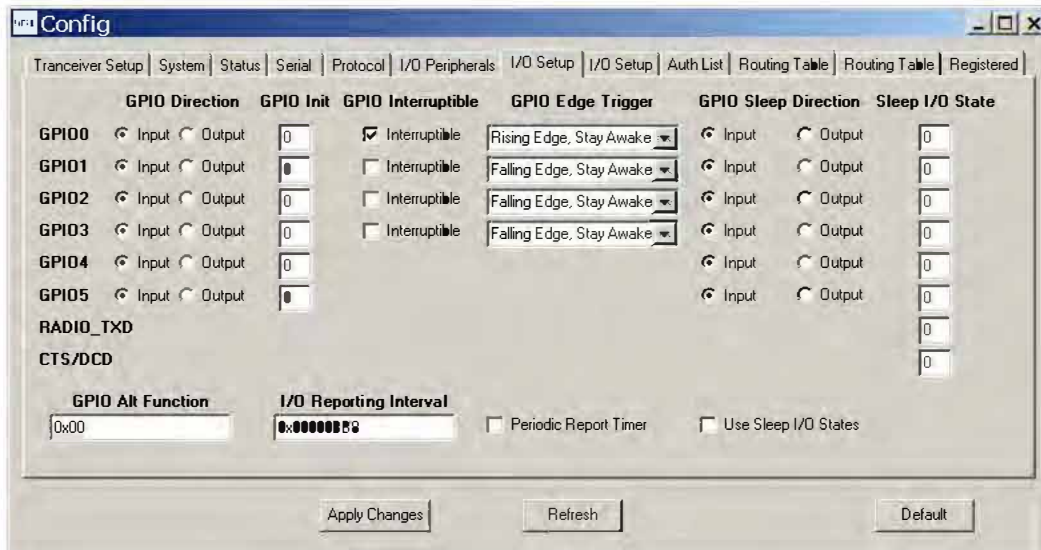 Config
Tranceiver Setup System Status Serial Protocol I/O Peripherals I/O Setup I/O Setup Auth List Routing Table Routing Table Registered
GPIO Direction GPIO Init GPIO Interruptible GPIO Edge Trigger GPIO Sleep Direction Sleep I/O State
GPIO0 Input Output 0 Interruptible Rising Edge, Stay Awake Input Output 0
GPIO1 Input Output 0 Interruptible Falling Edge, Stay Awake Input Output 0
GPIO2 Input Output 0 Interruptible Falling Edge, Stay Awake Input Output 0
GPIO3 Input Output 0 Interruptible Falling Edge, Stay Awake Input Output 0
GPIO4 Input Output 0 Input Output 0
GPIO5 Input Output 0 Input Output 0
RADIO_TXD 0
CTS/DCD 0
GPIO Alt Function I/O Reporting Interval
0x00 Periodic Report Timer Use Sleep I/O States
Apply Changes Refresh Default